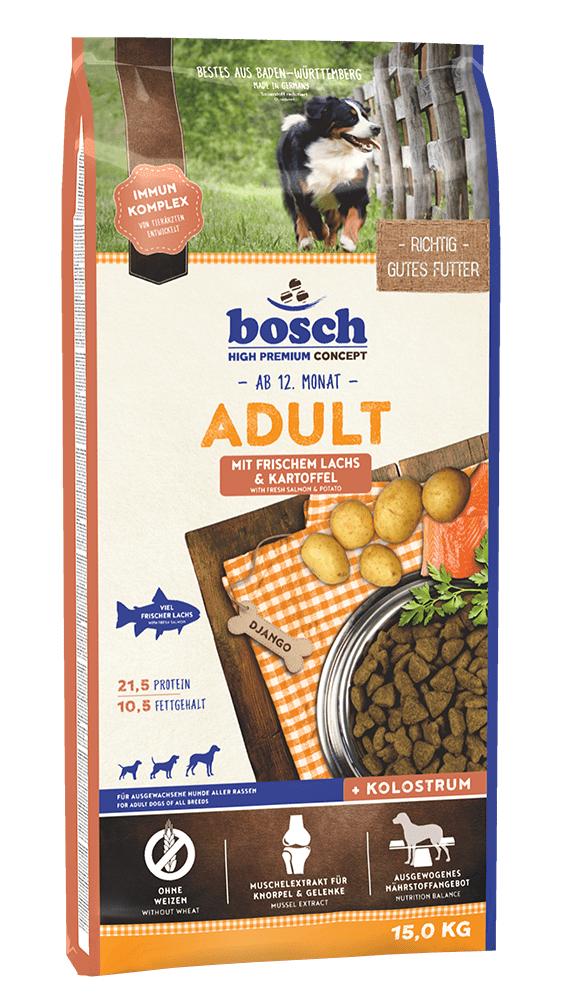 BESTES AUS BADEN-WÜRTTEMBERG
MADE IN GERMANY
IMMUN
KOMPLEX
VON TIERÄRZTEN
ENTWICKELT
- RICHTIG -
GUTES FUTTER
bosch
HIGH PREMIUM CONCEPT
- AB 12. MONAT -
ADULT
MIT FRISCHEM LACHS
& KARTOFFEL
WITH FRESH SALMON & POTATO
VIEL
FRISCHER LACHS
WITH FRESH SALMON
DJANGO
21,5 PROTEIN
10,5 FETTGEHALT
+ KOLOSTRUM
FÜR AUSGEWACHSENE HUNDE ALLER RASSEN
FOR ADULT DOGS OF ALL BREEDS
OHNE
WEIZEN
WITHOUT WHEAT
MUSCHELEXTRAKT FÜR
KNORPEL & GELENKE
MUSSEL EXTRACT
AUSGEWOGENES
NÄHRSTOFFANGEBOT
NUTRITION BALANCE
15,0 KG